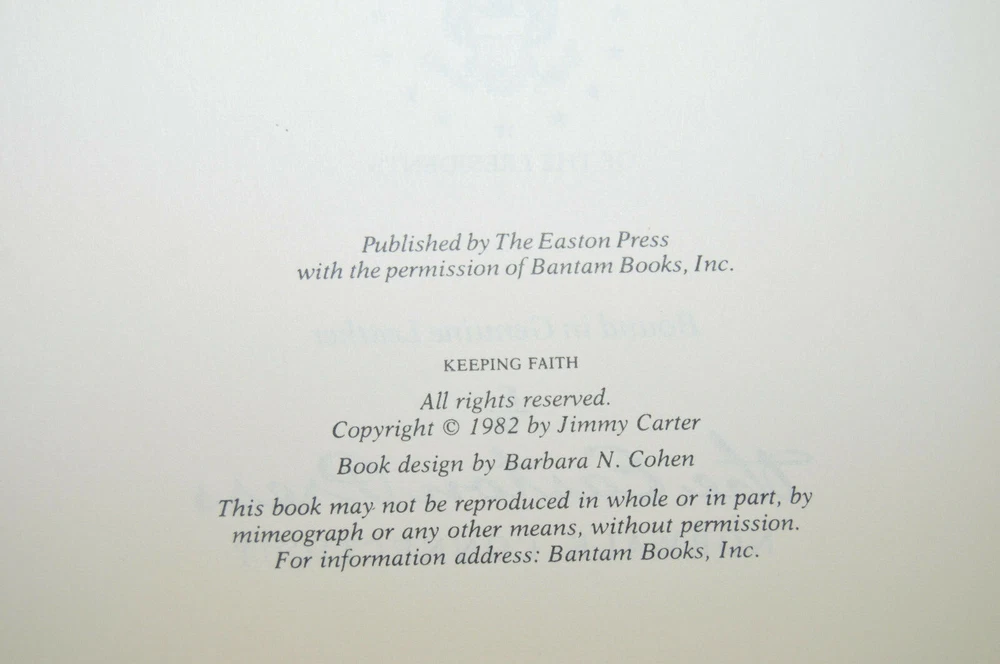 Published by The Easton Press
with the permission of Bantam Books, Inc.
KEEPING FAITH
All rights reserved.
Copyright © 1982 by Jimmy Carter
Book design by Barbara N. Cohen
This book may not be reproduced in whole or in part, by
mimeograph or any other means, without permission.
For information address: Bantam Books, Inc.